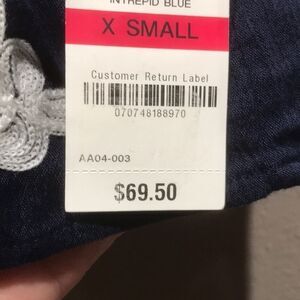 INTREPID BLUE
X SMALL
Customer Return Label
070748188970
AA04-003
$69.50